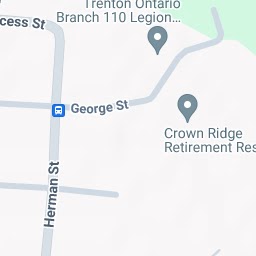 Trenton Ontario
Branch 110 Legion...
cess St
George St
Crown Ridge
Retirement Res
Herman St